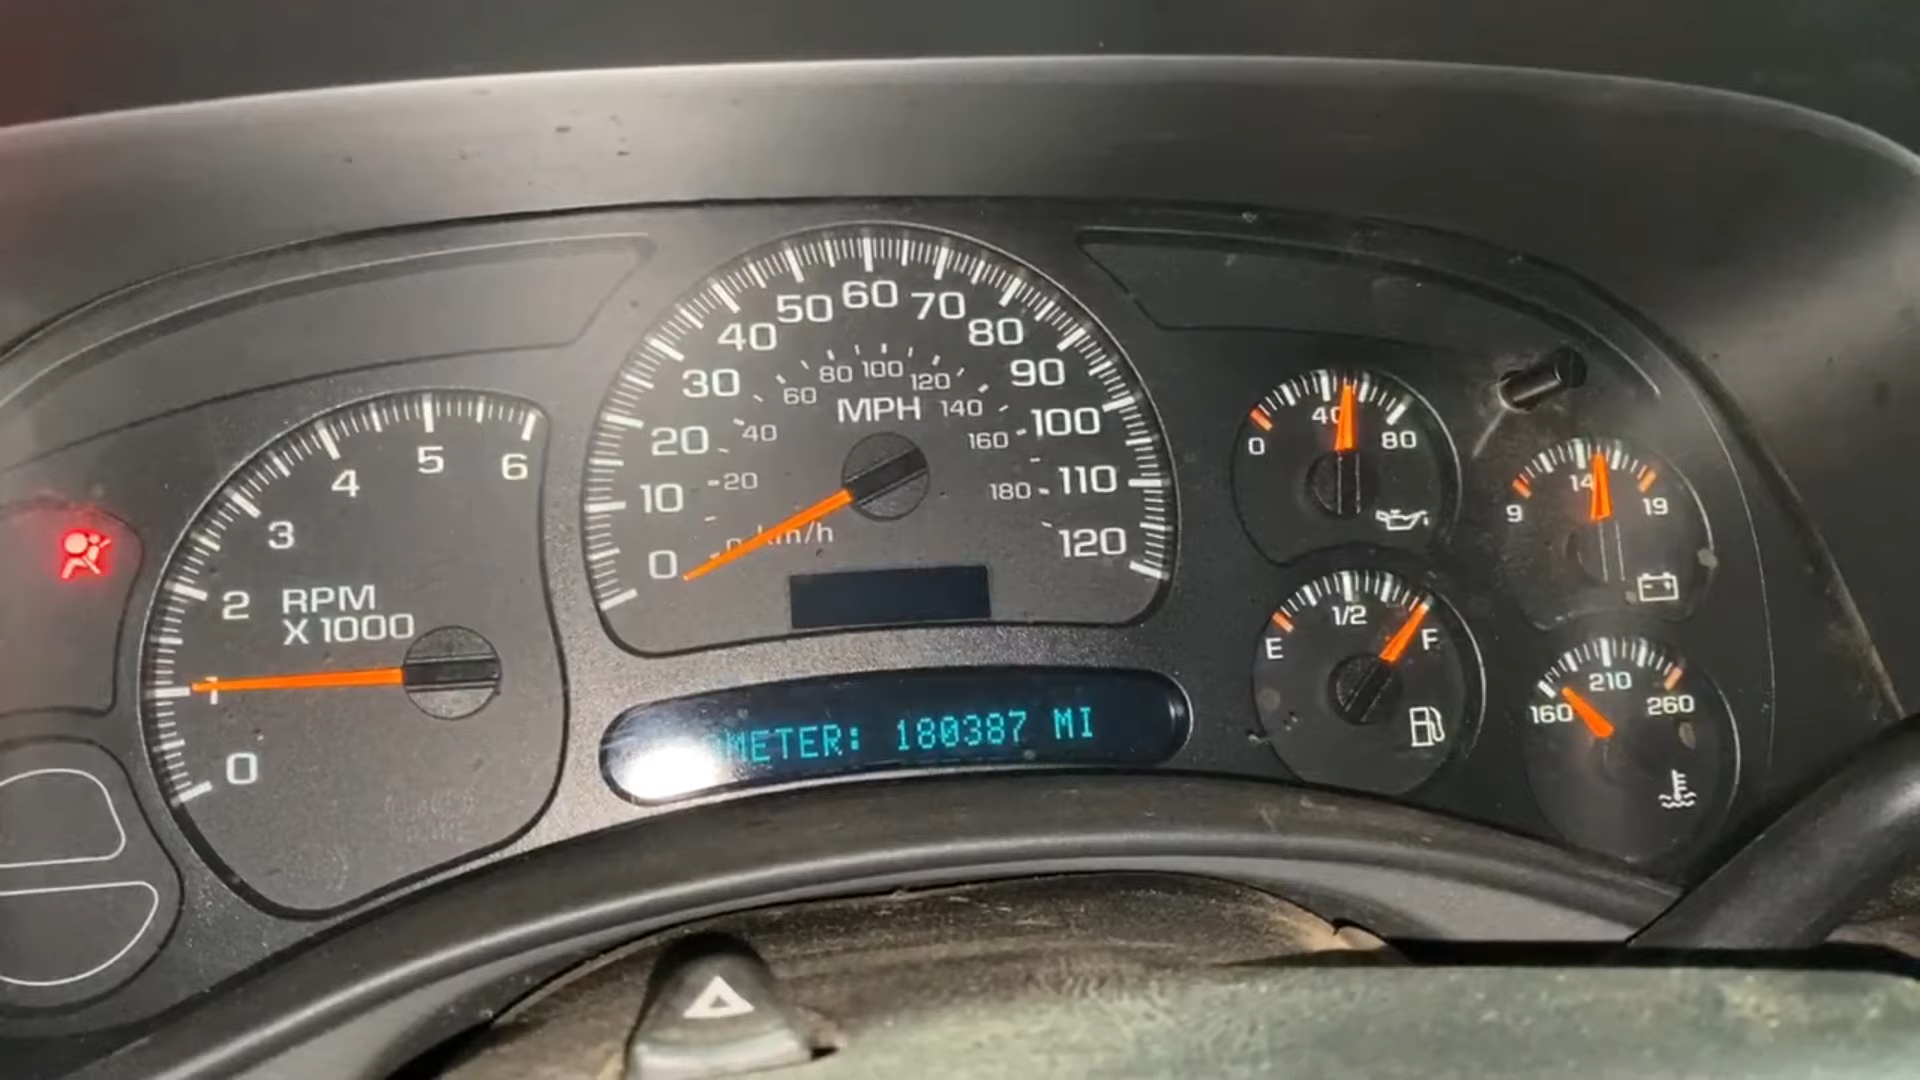 0 1 2 3 4 5 6
RPM
X 1000
0 10 20 30 40 50 60 70 80 90 100 110 120
MPH
20 40 60 80 100 120 140 160 180
km/h
METER: 180387 MI
0 40 80
9 14 19
E 1/2 F
160 210 260